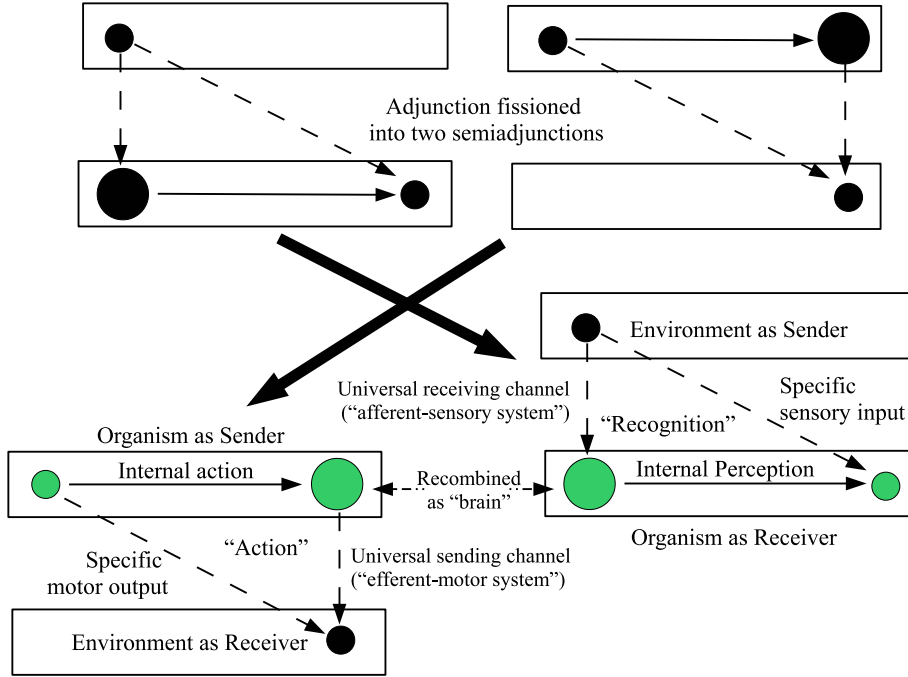 Adjunction fissioned
into two semiadjunctions
Environment as Sender
Universal receiving channel
(“afferent-sensory system”)
Specific
sensory input
“Recognition”
Organism as Sender
Internal action
Recombined
as “brain”
Internal Perception
Organism as Receiver
“Action”
Universal sending channel
(“efferent-motor system”)
Specific
motor output
Environment as Receiver